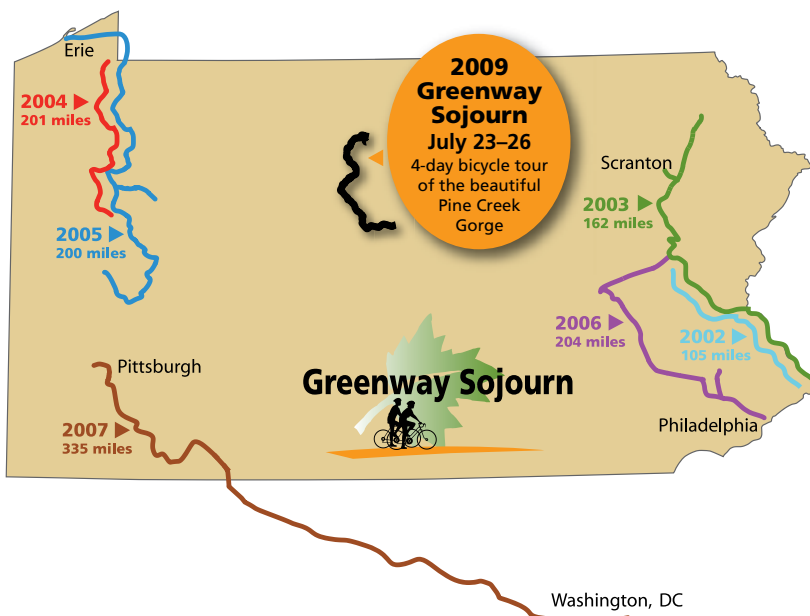 Erie
2004
201 miles
2009
Greenway
Sojourn
July 23–26
4-day bicycle tour
of the beautiful
Pine Creek
Gorge
Scranton
2003
162 miles
2005
200 miles
2006
204 miles
2002
105 miles
Pittsburgh
Greenway Sojourn
Philadelphia
2007
335 miles
Washington, DC